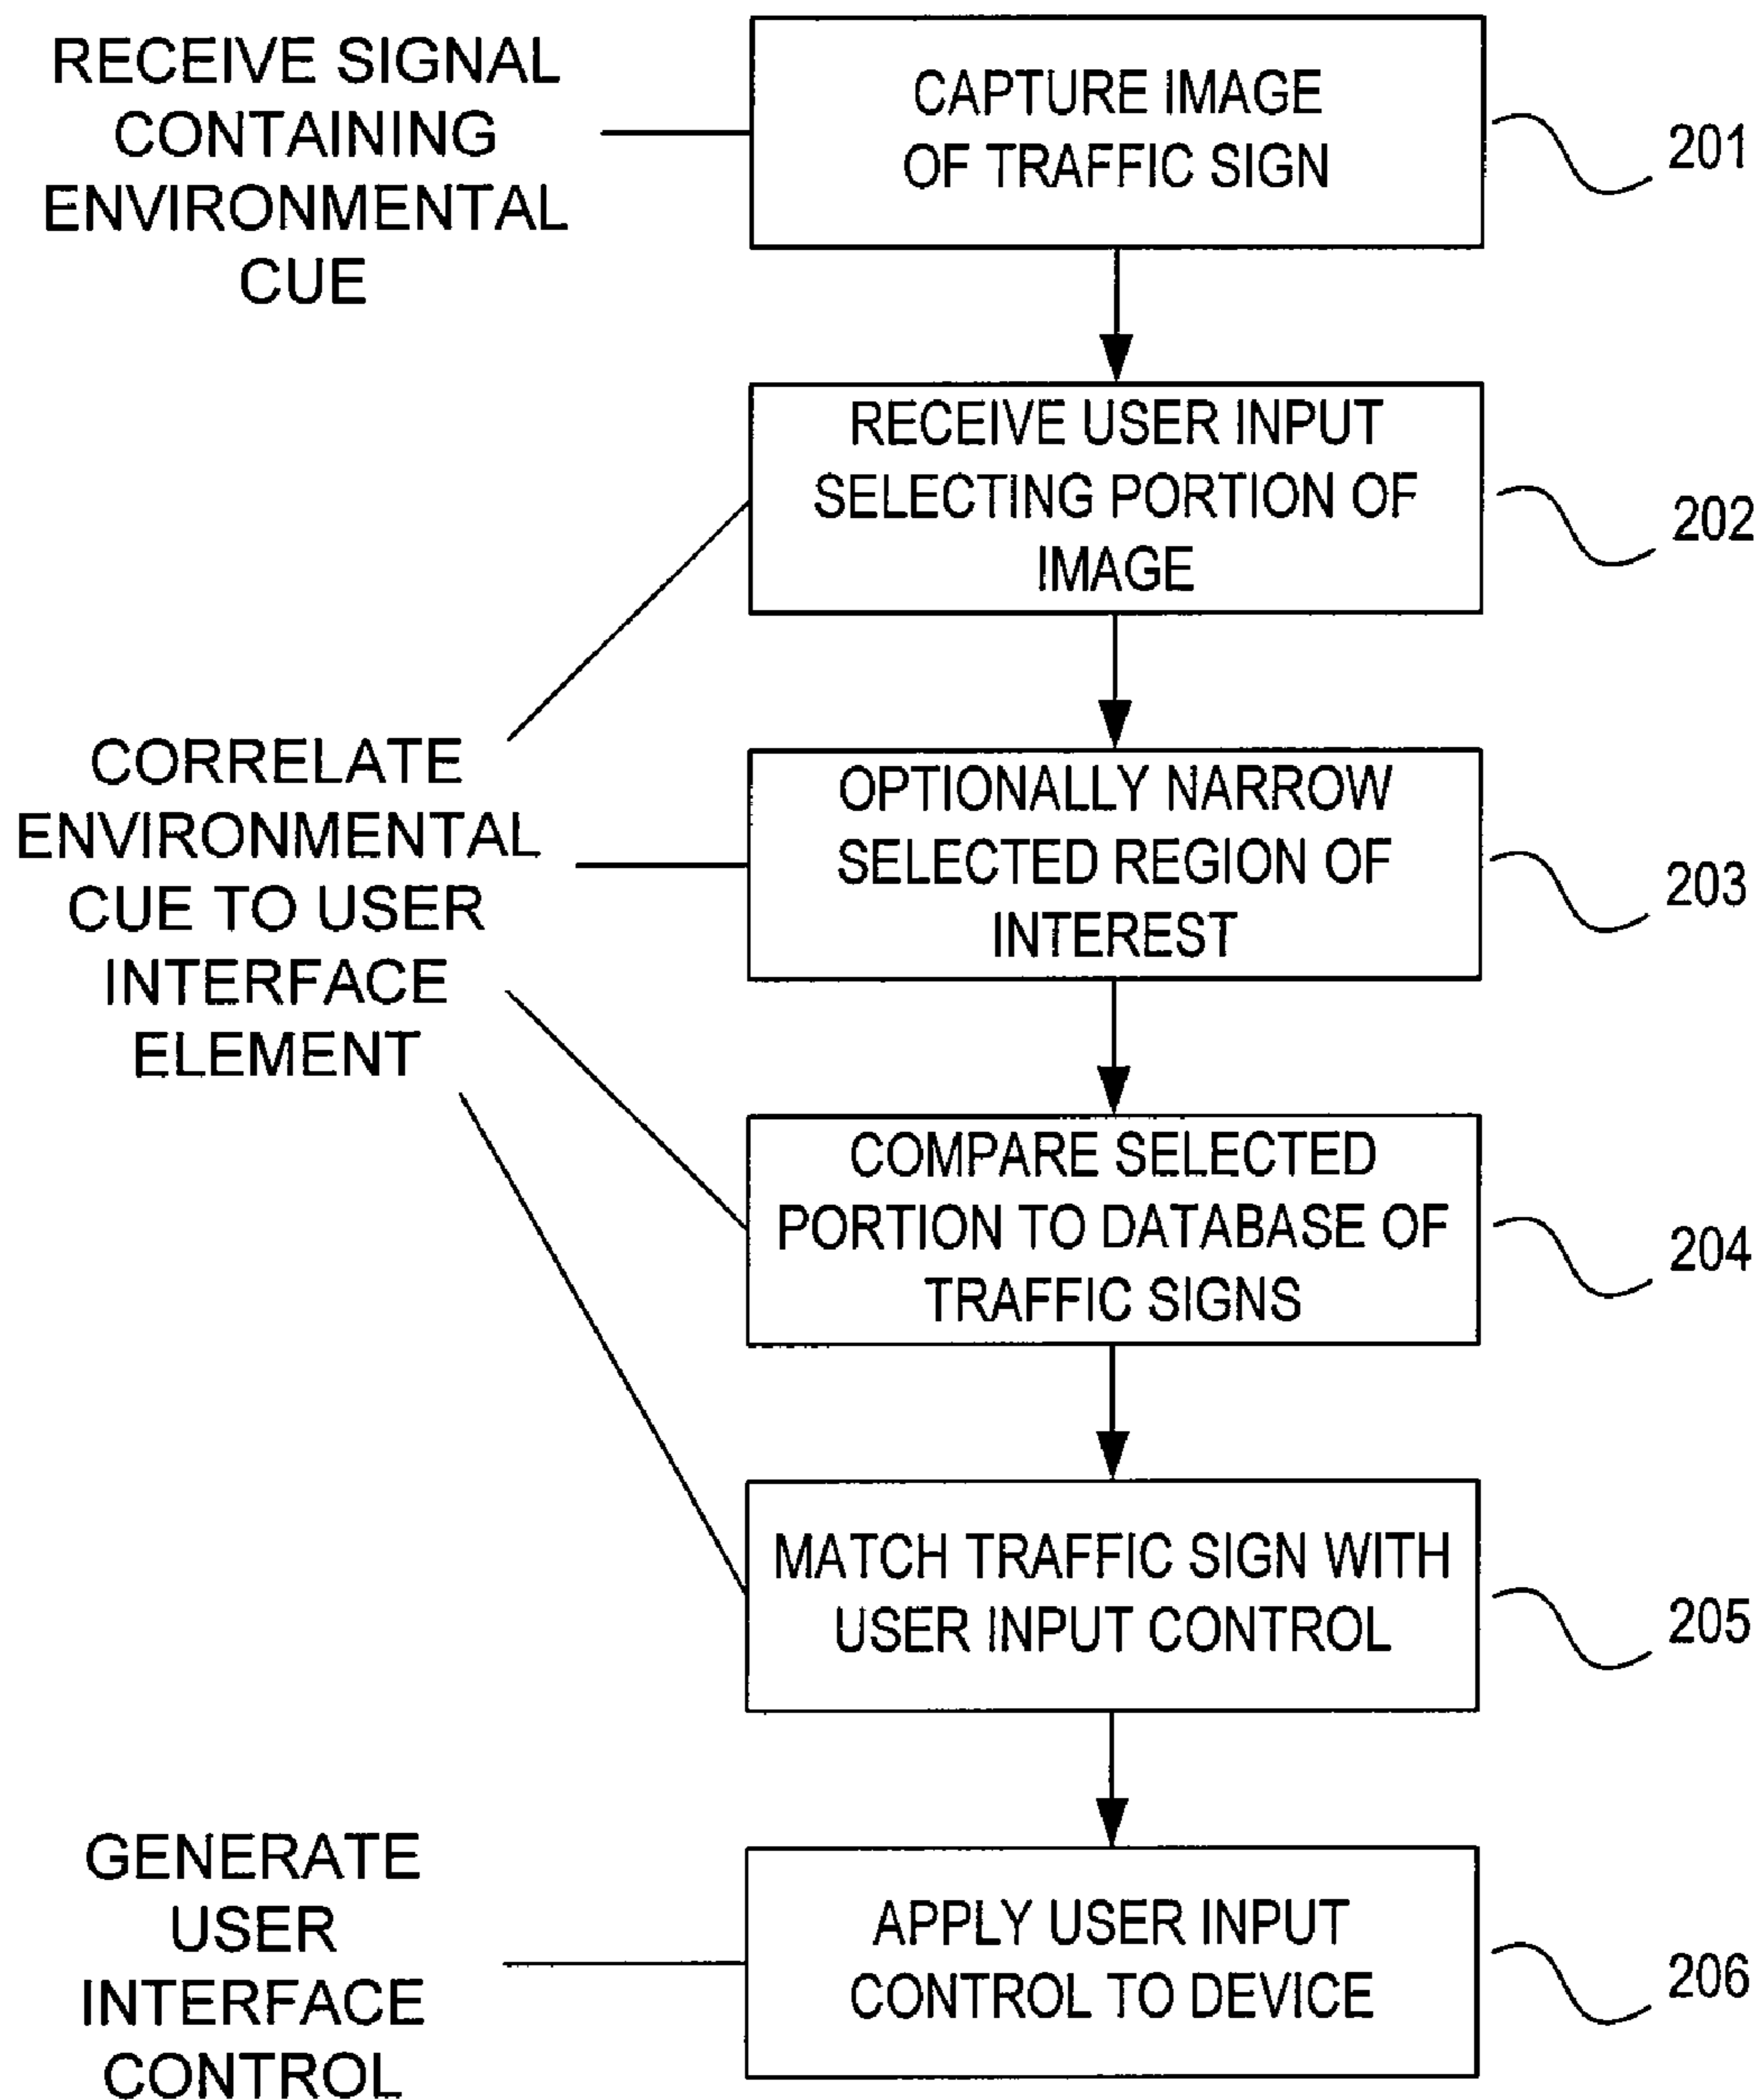 RECEIVE SIGNAL
CONTAINING
ENVIRONMENTAL
CUE
CAPTURE IMAGE
OF TRAFFIC SIGN
201
RECEIVE USER INPUT
SELECTING PORTION OF
IMAGE
202
CORRELATE
ENVIRONMENTAL
CUE TO USER
INTERFACE
ELEMENT
OPTIONALLY NARROW
SELECTED REGION OF
INTEREST
203
COMPARE SELECTED
PORTION TO DATABASE OF
TRAFFIC SIGNS
204
MATCH TRAFFIC SIGN WITH
USER INPUT CONTROL
205
GENERATE
USER
INTERFACE
CONTROL
APPLY USER INPUT
CONTROL TO DEVICE
206